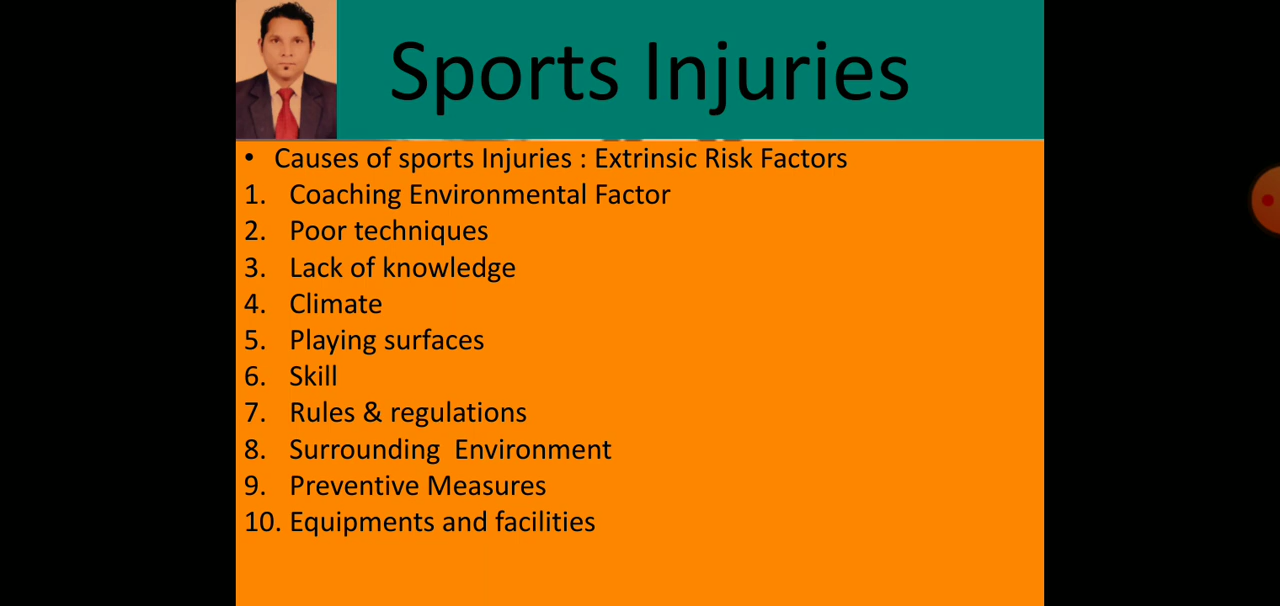 Sports Injuries
• Causes of sports Injuries : Extrinsic Risk Factors
1. Coaching Environmental Factor
2. Poor techniques
3. Lack of knowledge
4. Climate
5. Playing surfaces
6. Skill
7. Rules & regulations
8. Surrounding Environment
9. Preventive Measures
10. Equipments and facilities